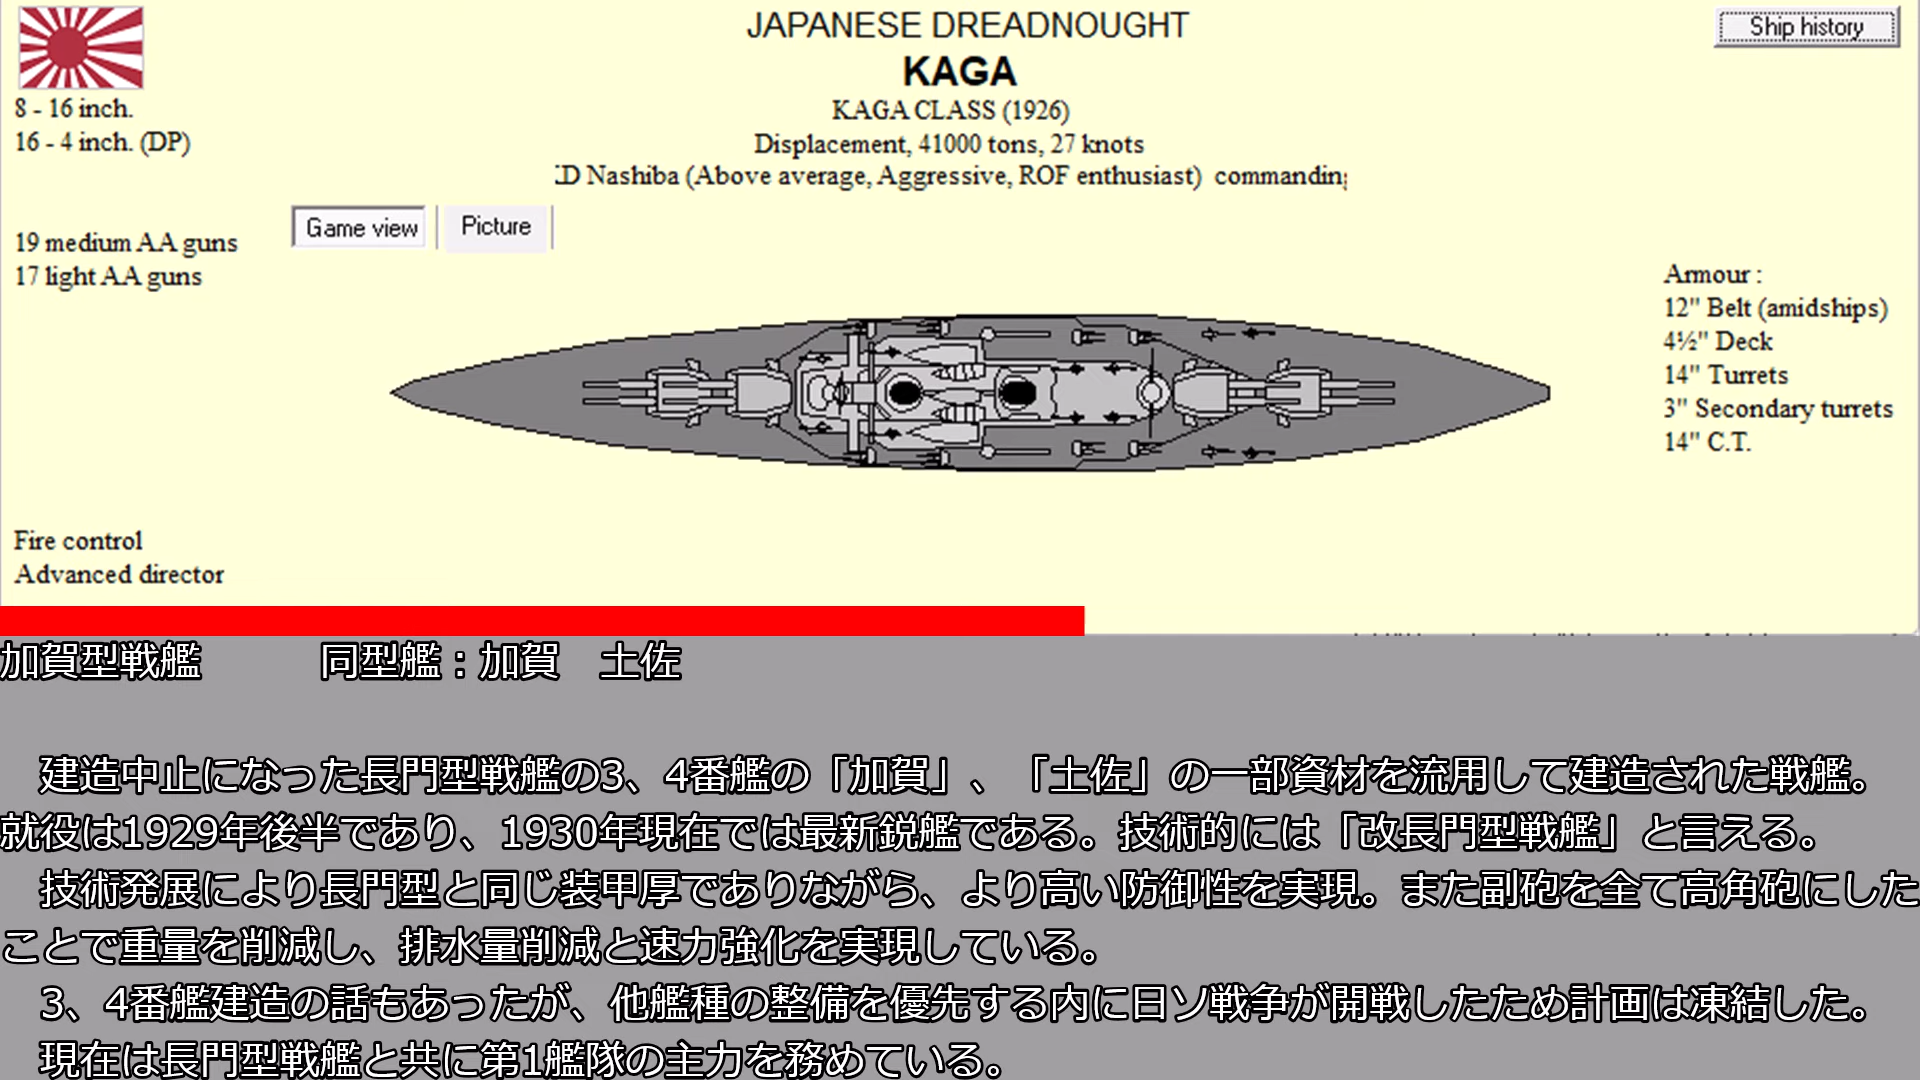 JAPANESE DREADNOUGHT
Ship history
KAGA
8 - 16 inch.
KAGA CLASS (1926)
16 - 4 inch. (DP)
Displacement, 41000 tons, 27 knots
Nashiba (Above average, Aggressive, ROF enthusiast) commanding
Game view
Picture
19 medium AA guns
17 light AA guns
Armour :
12" Belt (amidships)
4½" Deck
14" Turrets
3" Secondary turrets
14" C.T.
Fire control
Advanced director
加賀型戦艦　　　同型艦：加賀　土佐
建造中止になった長門型戦艦の3、4番艦の「加賀」、「土佐」の一部資材を流用して建造された戦艦。
就役は1929年後半であり、1930年現在では最新鋭艦である。技術的には「改長門型戦艦」と言える。
技術発展により長門型と同じ装甲厚でありながら、より高い防御性を実現。また副砲を全て高角砲にした
ことで重量を削減し、排水量削減と速力強化を実現している。
3、4番艦建造の話もあったが、他艦種の整備を優先する内に日ソ戦争が開戦したため計画は凍結した。
現在は長門型戦艦と共に第1艦隊の主力を務めている。